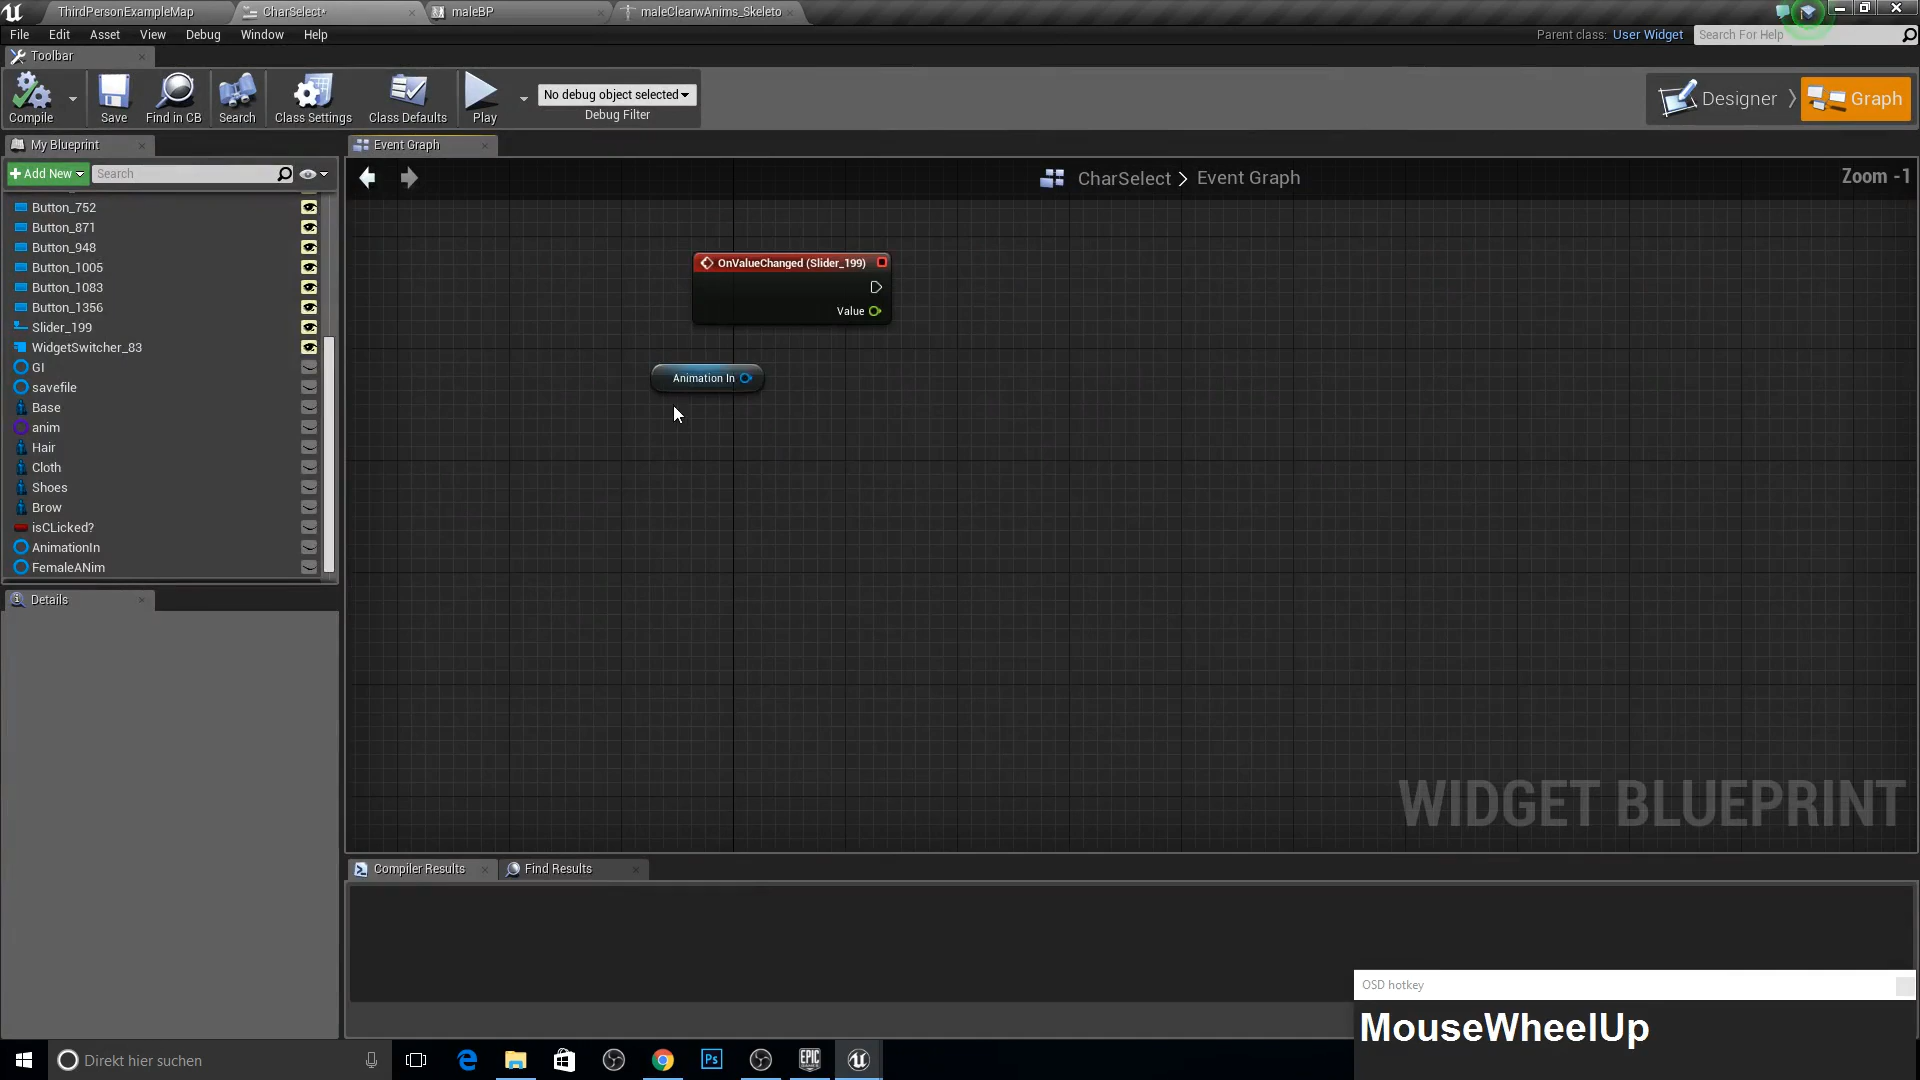 ThirdPersonExampleMap
CharSelect*
maleBP
maleClearwAnims_Skeleto
File
Edit
Asset
View
Debug
Window
Help
Parent class: User Widget
Search For Help
Toolbar
Compile
Save
Find in CB
Search
Class Settings
Class Defaults
Play
No debug object selected
Debug Filter
Designer
Graph
My Blueprint
Event Graph
Add New
Search
CharSelect > Event Graph
Zoom -1
Button_752
Button_871
Button_948
Button_1005
Button_1083
Button_1356
Slider_199
WidgetSwitcher_83
GI
savefile
Base
anim
Hair
Cloth
Shoes
Brow
isCLicked?
AnimationIn
FemaleANim
OnValueChanged (Slider_199)
Value
Animation In
Details
WIDGET BLUEPRINT
Compiler Results
Find Results
OSD hotkey
MouseWheelUp
Direkt hier suchen
Ps
EPIC